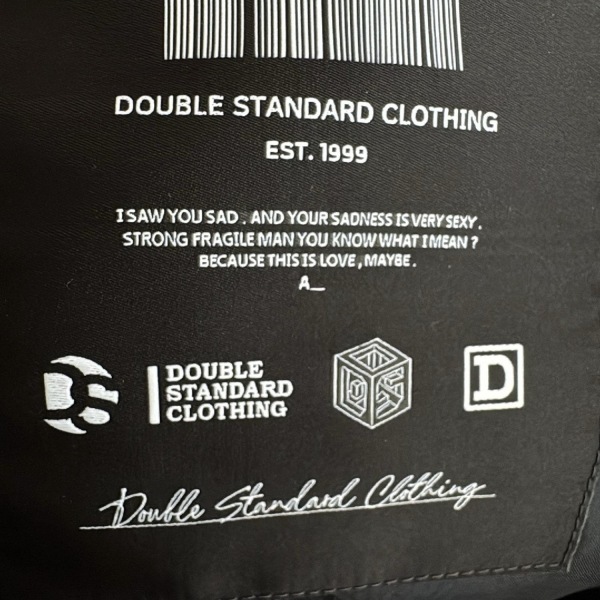 DOUBLE STANDARD CLOTHING
EST. 1999
I SAW YOU SAD . AND YOUR SADNESS IS VERY SEXY .
STRONG FRAGILE MAN YOU KNOW WHAT I MEAN ?
BECAUSE THIS IS LOVE , MAYBE .
A_
DS
DOUBLE
STANDARD
CLOTHING
D
Double Standard Clothing